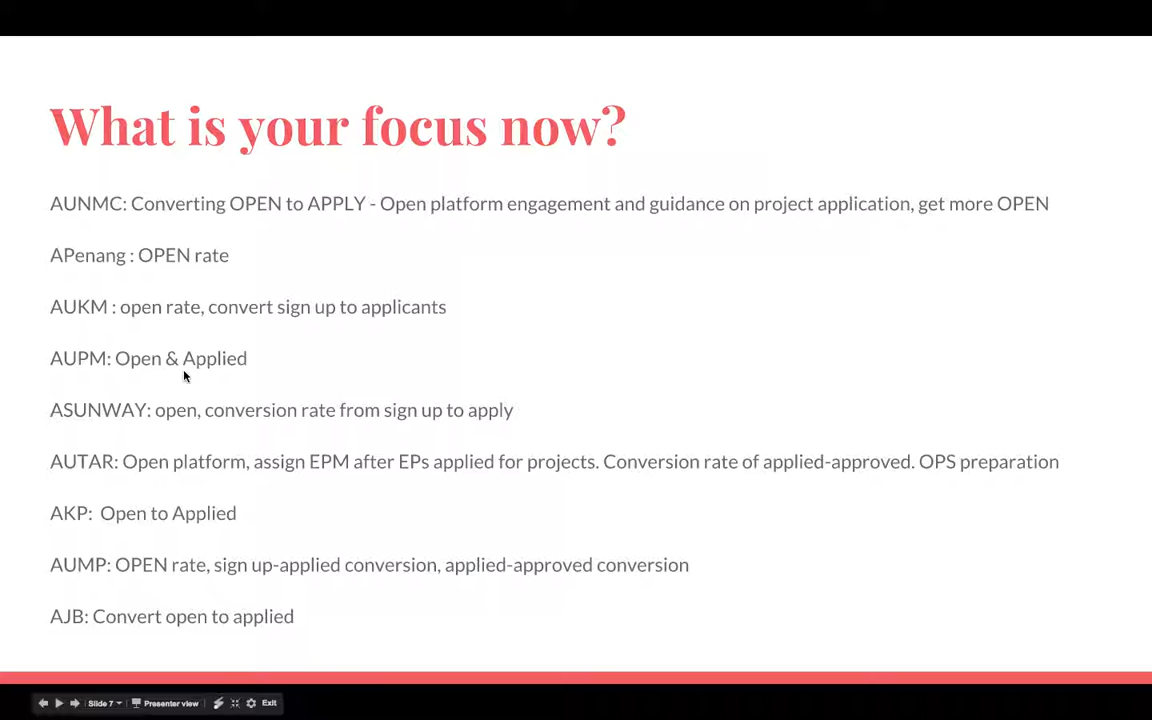 What is your focus now?
AUNMC: Converting OPEN to APPLY - Open platform engagement and guidance on project application, get more OPEN
APenang : OPEN rate
AUKM : open rate, convert sign up to applicants
AUPM: Open & Applied
ASUNWAY: open, conversion rate from sign up to apply
AUTAR: Open platform, assign EPM after EPs applied for projects. Conversion rate of applied-approved. OPS preparation
AKP:  Open to Applied
AUMP: OPEN rate, sign up-applied conversion, applied-approved conversion
AJB: Convert open to applied
Slide 7 Presenter view Exit